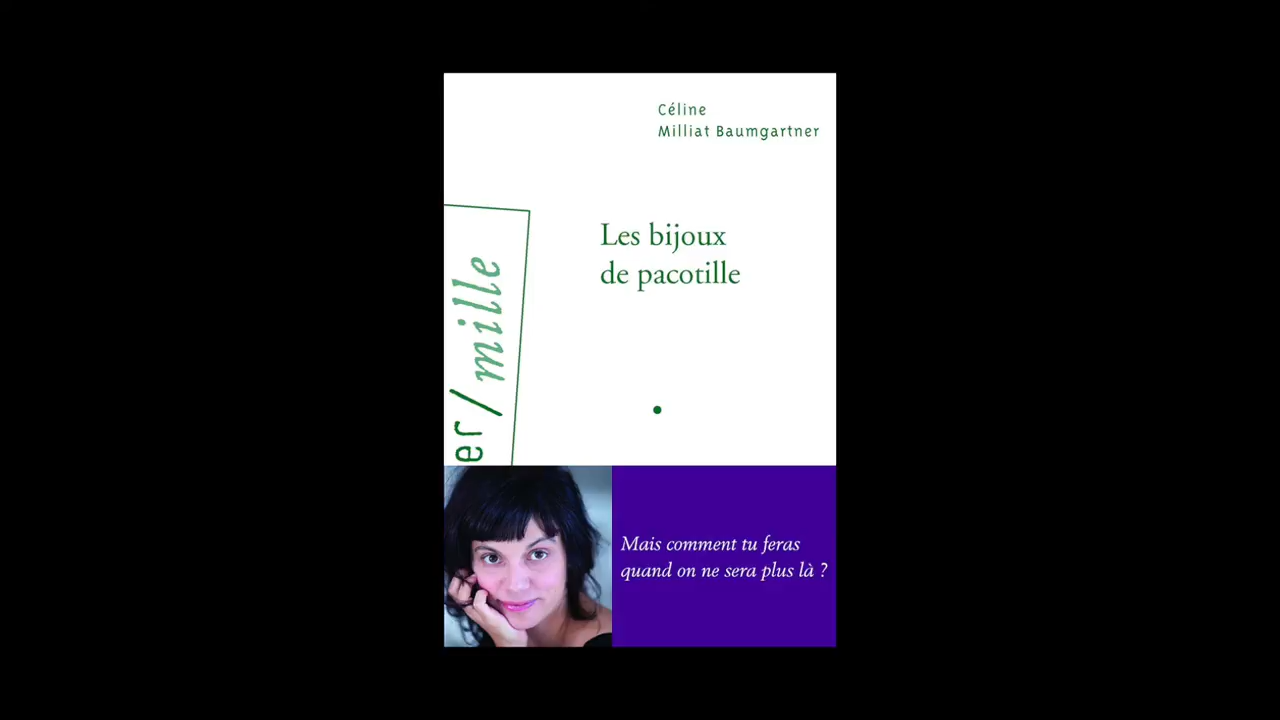 Céline
Milliat Baumgartner
Les bijoux
de pacotille
er/mille
Mais comment tu feras
quand on ne sera plus là ?